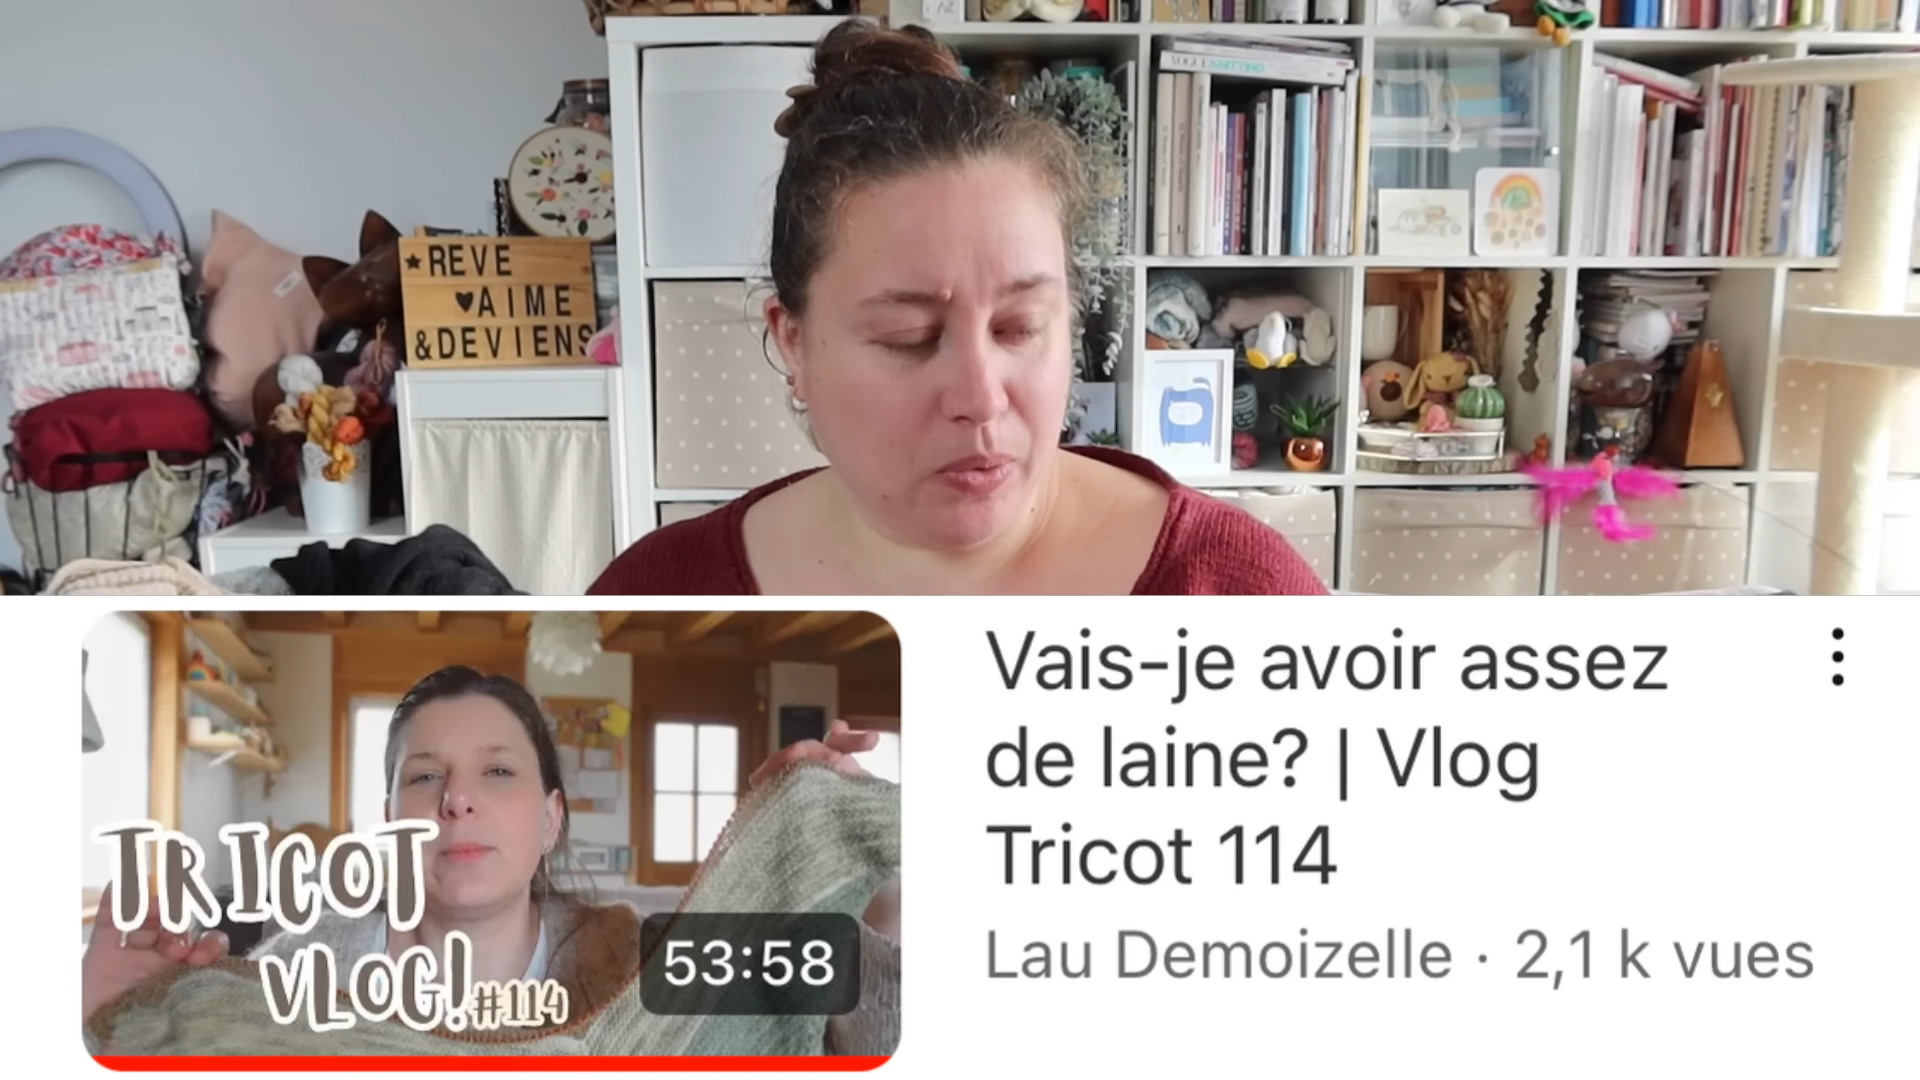 ★REVE
♥AIME
&DEVIENS
TRICOT
VLOG!#114
53:58
Vais-je avoir assez
de laine? | Vlog
Tricot 114
Lau Demoizelle · 2,1 k vues